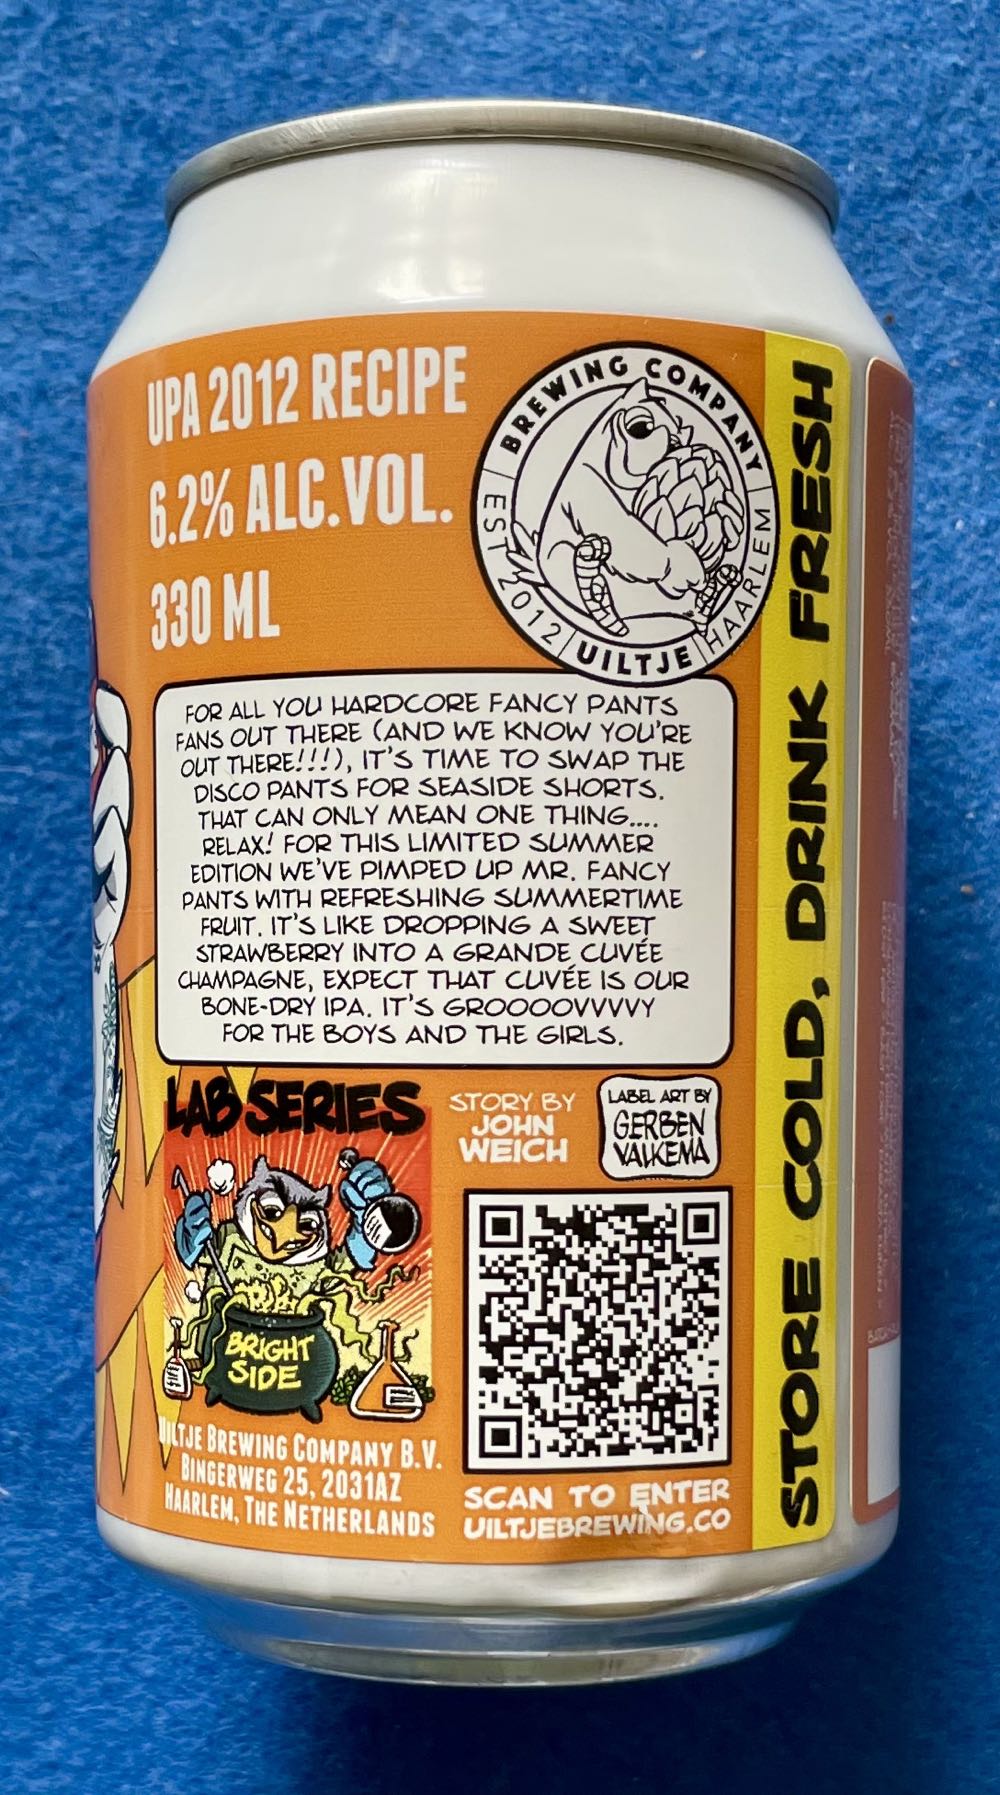 UPA 2012 RECIPE
6.2% ALC.VOL.
330 ML
BREWING COMPANY
EST 2012
UILTJE
HAARLEM
FOR ALL YOU HARDCORE FANCY PANTS
FANS OUT THERE (AND WE KNOW YOU'RE
OUT THERE!!!), IT'S TIME TO SWAP THE
DISCO PANTS FOR SEASIDE SHORTS.
THAT CAN ONLY MEAN ONE THING....
RELAX! FOR THIS LIMITED SUMMER
EDITION WE'VE PIMPED UP MR. FANCY
PANTS WITH REFRESHING SUMMERTIME
FRUIT. IT'S LIKE DROPPING A SWEET
STRAWBERRY INTO A GRANDE CUVÉE
CHAMPAGNE, EXPECT THAT CUVÉE IS OUR
BONE-DRY IPA. IT'S GROOOOVVVVY
FOR THE BOYS AND THE GIRLS.
LAB SERIES
BRIGHT
SIDE
STORY BY
JOHN
WEICH
LABEL ART BY
GERBEN
VALKEMA
UILTJE BREWING COMPANY B.V.
BINGERWEG 25, 2031AZ
HAARLEM, THE NETHERLANDS
SCAN TO ENTER
UILTJEBREWING.CO
STORE COLD, DRINK FRESH